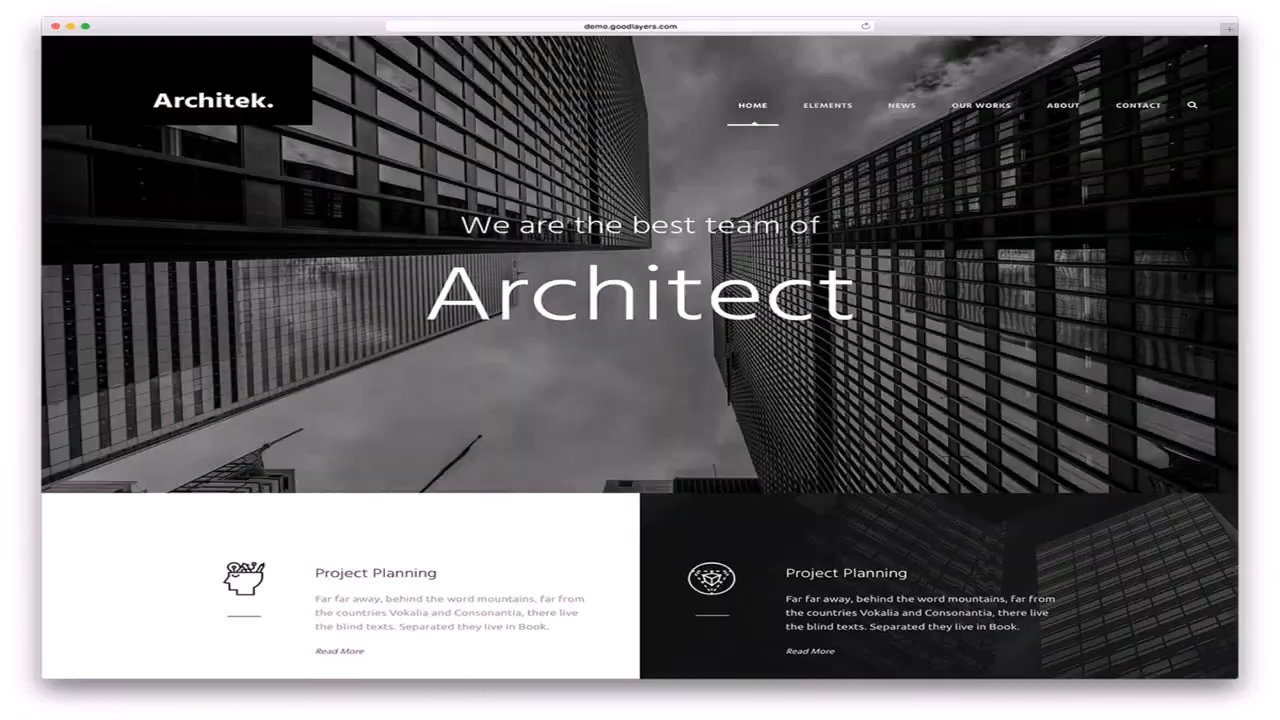 demo.goodlayers.com
Architek.
HOME ELEMENTS NEWS OUR WORKS ABOUT CONTACT
We are the best team of
Architect
Project Planning
Far far away, behind the word mountains, far from
the countries Vokalia and Consonantia, there live
the blind texts. Separated they live in Book.
Read More
Project Planning
Far far away, behind the word mountains, far from
the countries Vokalia and Consonantia, there live
the blind texts. Separated they live in Book.
Read More